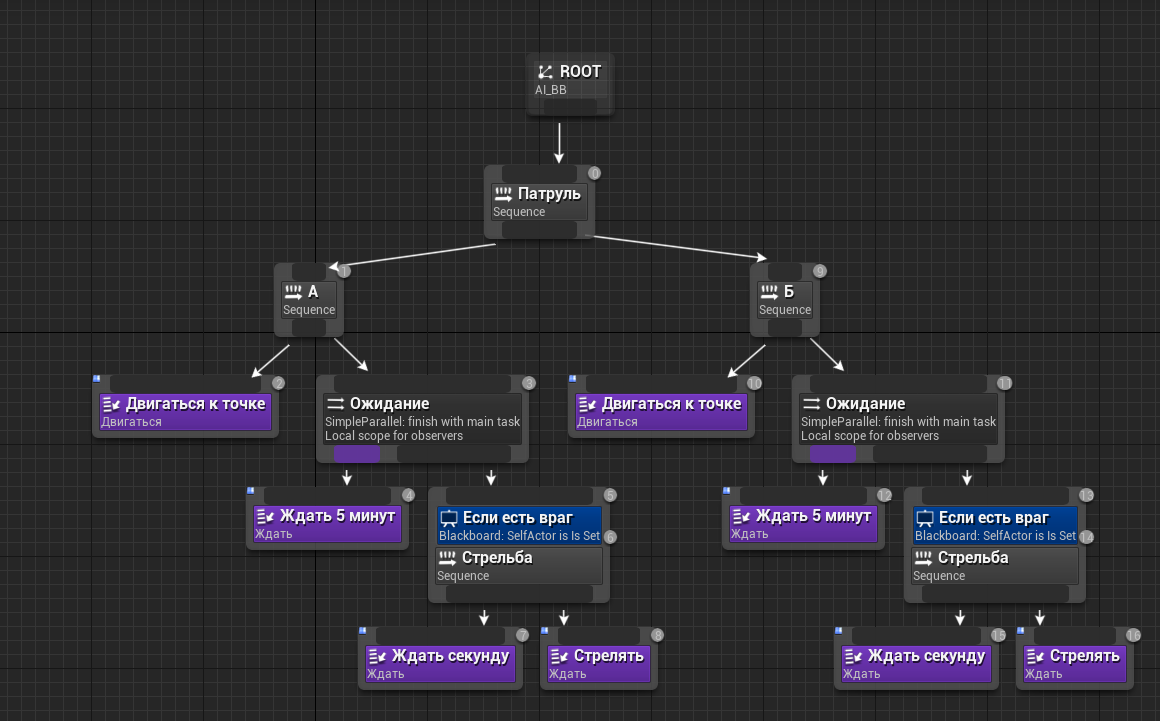 ROOT
AI_BB
0
Патруль
Sequence
1
А
Sequence
9
Б
Sequence
2
Двигаться к точке
Двигаться
3
Ожидание
SimpleParallel: finish with main task
Local scope for observers
10
Двигаться к точке
Двигаться
11
Ожидание
SimpleParallel: finish with main task
Local scope for observers
4
Ждать 5 минут
Ждать
5
Если есть враг
Blackboard: SelfActor is Is Set
6
Стрельба
Sequence
12
Ждать 5 минут
Ждать
13
Если есть враг
Blackboard: SelfActor is Is Set
14
Стрельба
Sequence
7
Ждать секунду
Ждать
8
Стрелять
Ждать
15
Ждать секунду
Ждать
16
Стрелять
Ждать